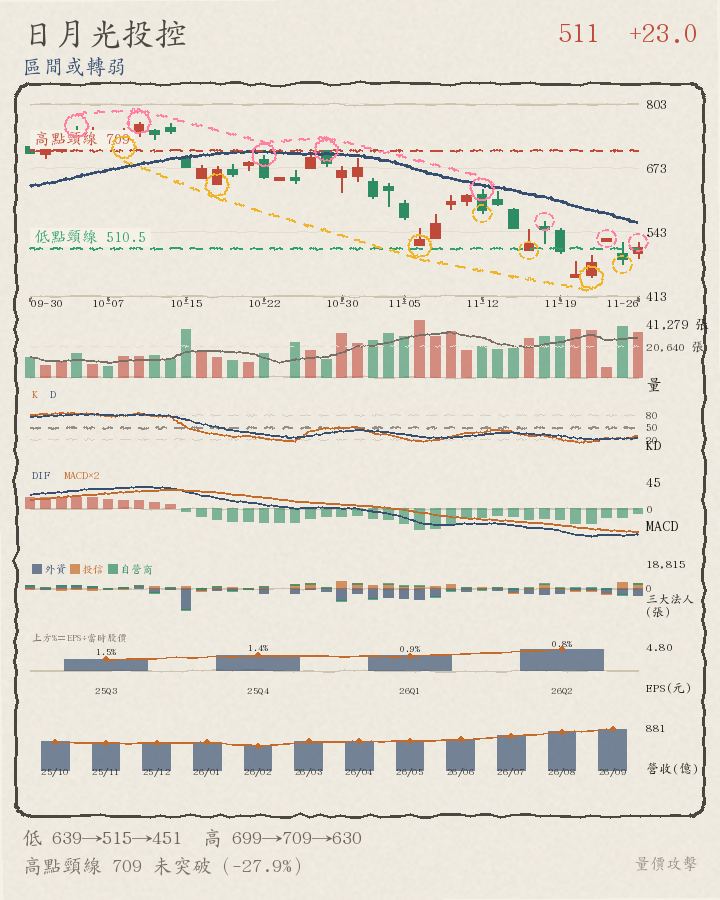 日月光投控
511 +23.0
區間或轉弱
803
高點頸線 709
673
低點頸線 510.5
543
413
09-30 10-07 10-15 10-22 10-30 11-05 11-12 11-19 11-26
41,279 張
20,640 張
量
K D
80
50
20
KD
DIF MACD×2
45
0
MACD
外資 投信 自營商
18,815
0
三大法人
(張)
上方%=EPS÷當時股價
4.80
1.5% 1.4% 0.9% 0.8%
25Q3 25Q4 26Q1 26Q2
EPS(元)
881
25/10 25/11 25/12 26/01 26/02 26/03 26/04 26/05 26/06 26/07 26/08 26/09
營收(億)
低 639→515→451 高 699→709→630
高點頸線 709 未突破 (-27.9%)
量價攻擊